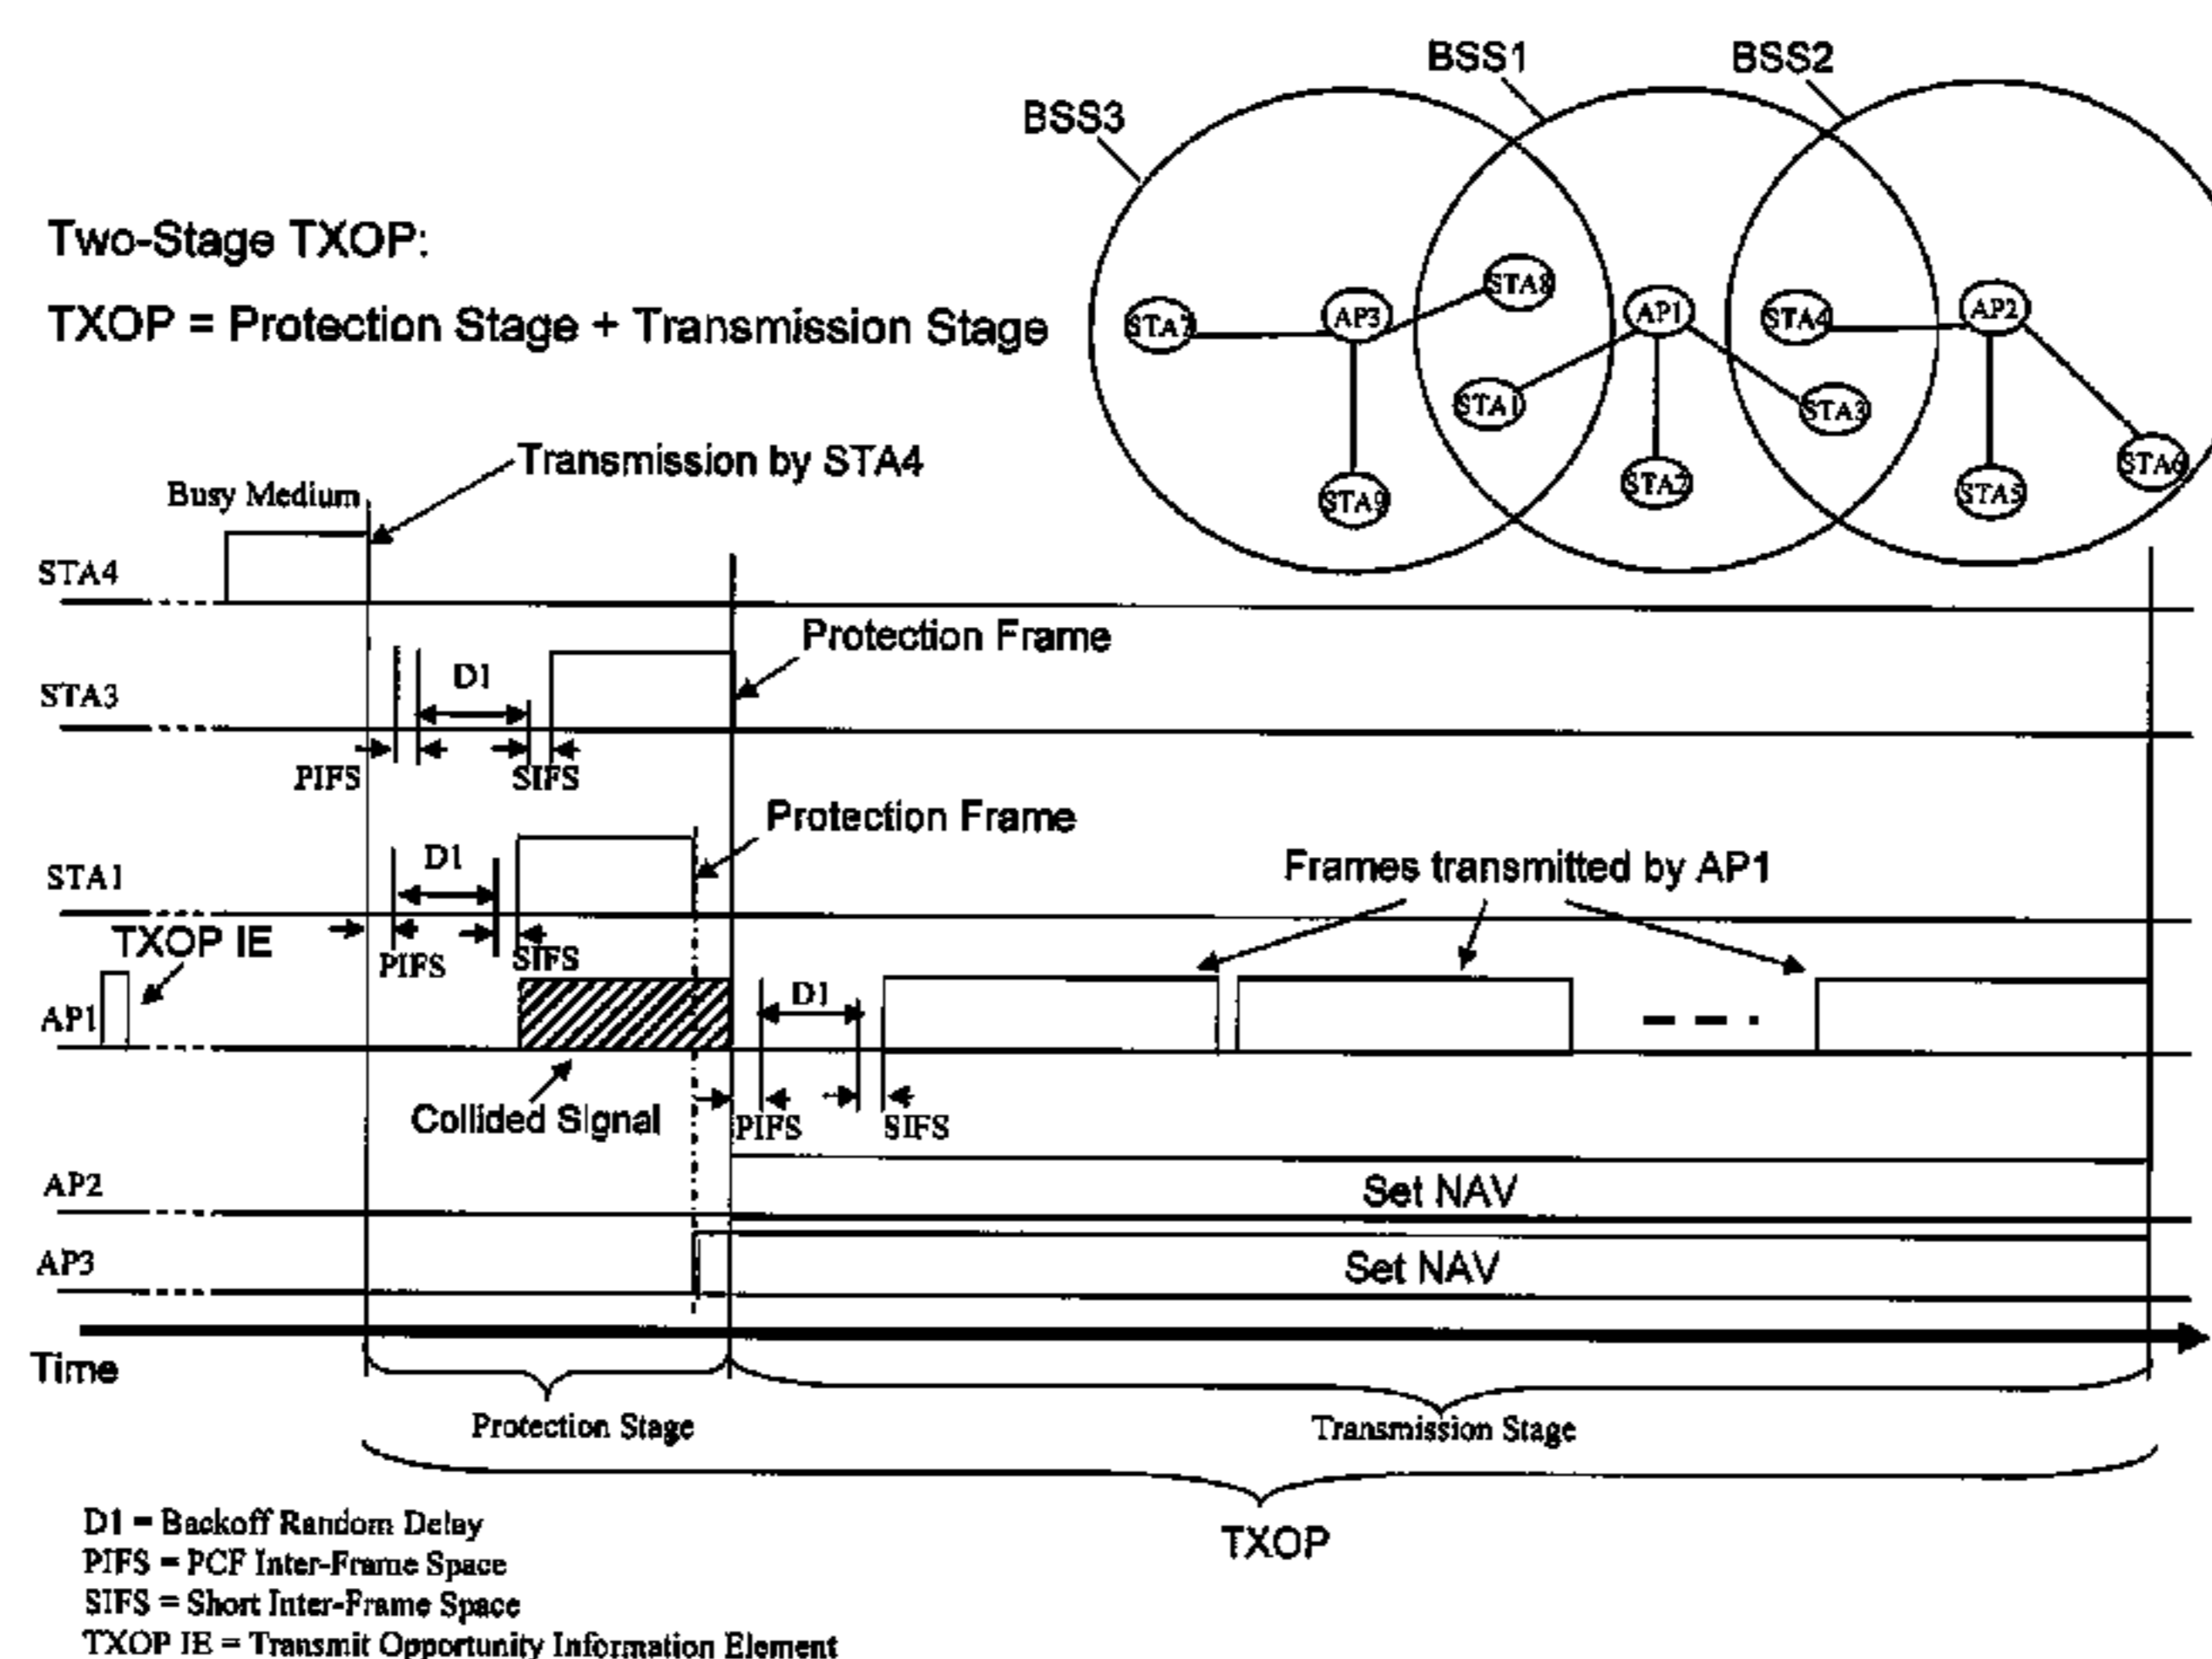 BSS1
BSS2
BSS3
Two-Stage TXOP:
TXOP = Protection Stage + Transmission Stage
STA7
AP3
STA8
AP1
STA4
AP2
STA1
STA3
STA9
STA2
STA5
STA6
Transmission by STA4
Busy Medium
STA4
Protection Frame
STA3
D1
PIFS
SIFS
Protection Frame
STA1
D1
Frames transmitted by AP1
TXOP IE
PIFS
SIFS
AP1
D1
Collided Signal
PIFS
SIFS
AP2
Set NAV
AP3
Set NAV
Time
Protection Stage
Transmission Stage
TXOP
D1 = Backoff Random Delay
PIFS = PCF Inter-Frame Space
SIFS = Short Inter-Frame Space
TXOP IE = Transmit Opportunity Information Element